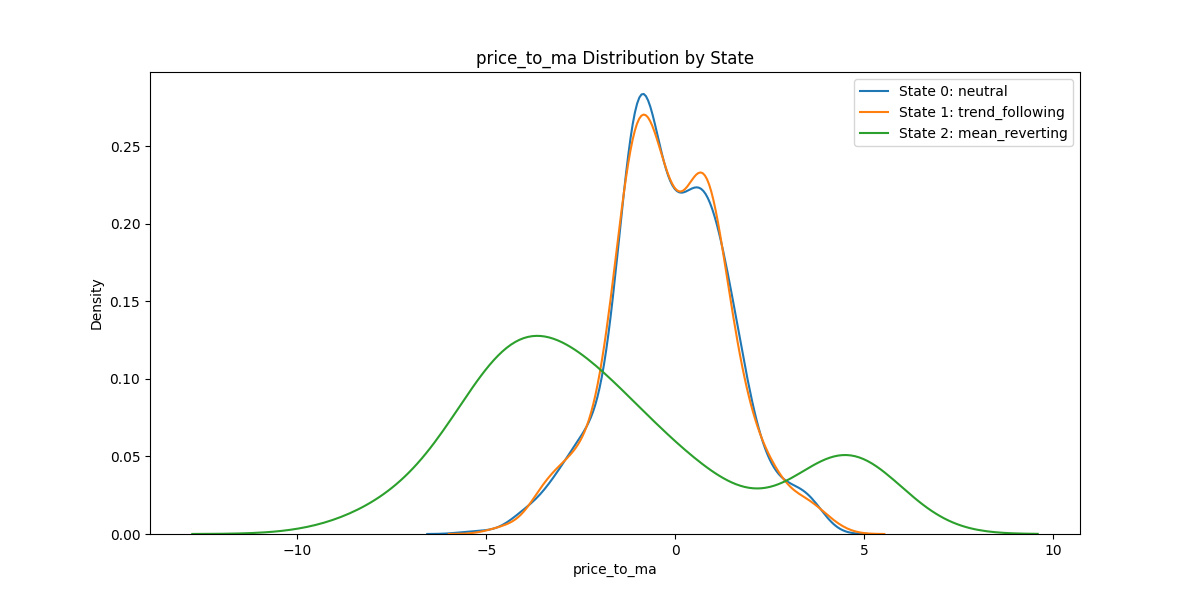 price_to_ma Distribution by State
State 0: neutral
State 1: trend_following
State 2: mean_reverting
Density
0.25
0.20
0.15
0.10
0.05
0.00
−10
−5
0
5
10
price_to_ma